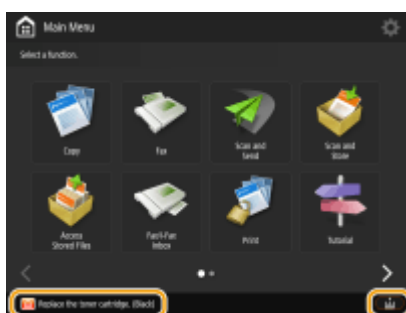 Main Menu
Select a function.
Copy
Fax
Scan and
Send
Scan and
Store
Access
Stored Files
Fax/I-Fax
Inbox
Print
Tutorial
Replace the toner cartridge. (Black)